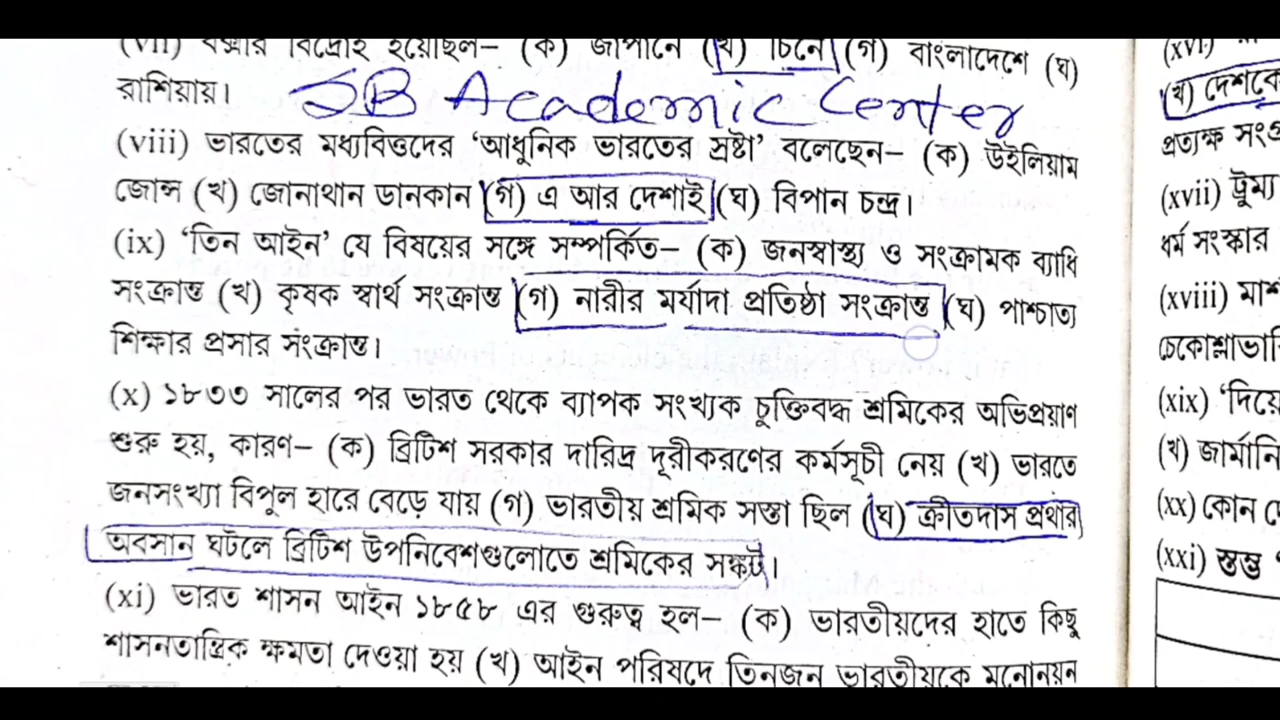 (vii) বক্সার বিদ্রোহ হয়েছিল– (ক) জাপানে (খ) চিনে (গ) বাংলাদেশে (ঘ)
রাশিয়ায়।
SB Academic Center
(viii) ভারতের মধ্যবিত্তদের ‘আধুনিক ভারতের স্রষ্টা’ বলেছেন– (ক) উইলিয়াম
জোন্স (খ) জোনাথান ডানকান (গ) এ আর দেশাই (ঘ) বিপান চন্দ্র।
(ix) ‘তিন আইন’ যে বিষয়ের সঙ্গে সম্পর্কিত– (ক) জনস্বাস্থ্য ও সংক্রামক ব্যাধি
সংক্রান্ত (খ) কৃষক স্বার্থ সংক্রান্ত (গ) নারীর মর্যাদা প্রতিষ্ঠা সংক্রান্ত (ঘ) পাশ্চাত্য
শিক্ষার প্রসার সংক্রান্ত।
(x) ১৮৩৩ সালের পর ভারত থেকে ব্যাপক সংখ্যক চুক্তিবদ্ধ শ্রমিকের অভিপ্রয়াণ
শুরু হয়, কারণ– (ক) ব্রিটিশ সরকার দারিদ্র দূরীকরণের কর্মসূচী নেয় (খ) ভারতে
জনসংখ্যা বিপুল হারে বেড়ে যায় (গ) ভারতীয় শ্রমিক সস্তা ছিল (ঘ) ক্রীতদাস প্রথার
অবসান ঘটলে ব্রিটিশ উপনিবেশগুলোতে শ্রমিকের সঙ্কট।
(xi) ভারত শাসন আইন ১৮৫৮ এর গুরুত্ব হল– (ক) ভারতীয়দের হাতে কিছু
শাসনতান্ত্রিক ক্ষমতা দেওয়া হয় (খ) আইন পরিষদে তিনজন ভারতীয়কে মনোনয়ন
(xvi)
(খ) দেশকে
প্রত্যক্ষ
(xvii) ট্রুম্য
ধর্ম সংস্কার
(xviii) মার্শ
চেকোশ্লাভা
(xix) ‘দিয়ে
(খ) জার্মানি
(xx) কোন
(xxi) স্তম্ভ